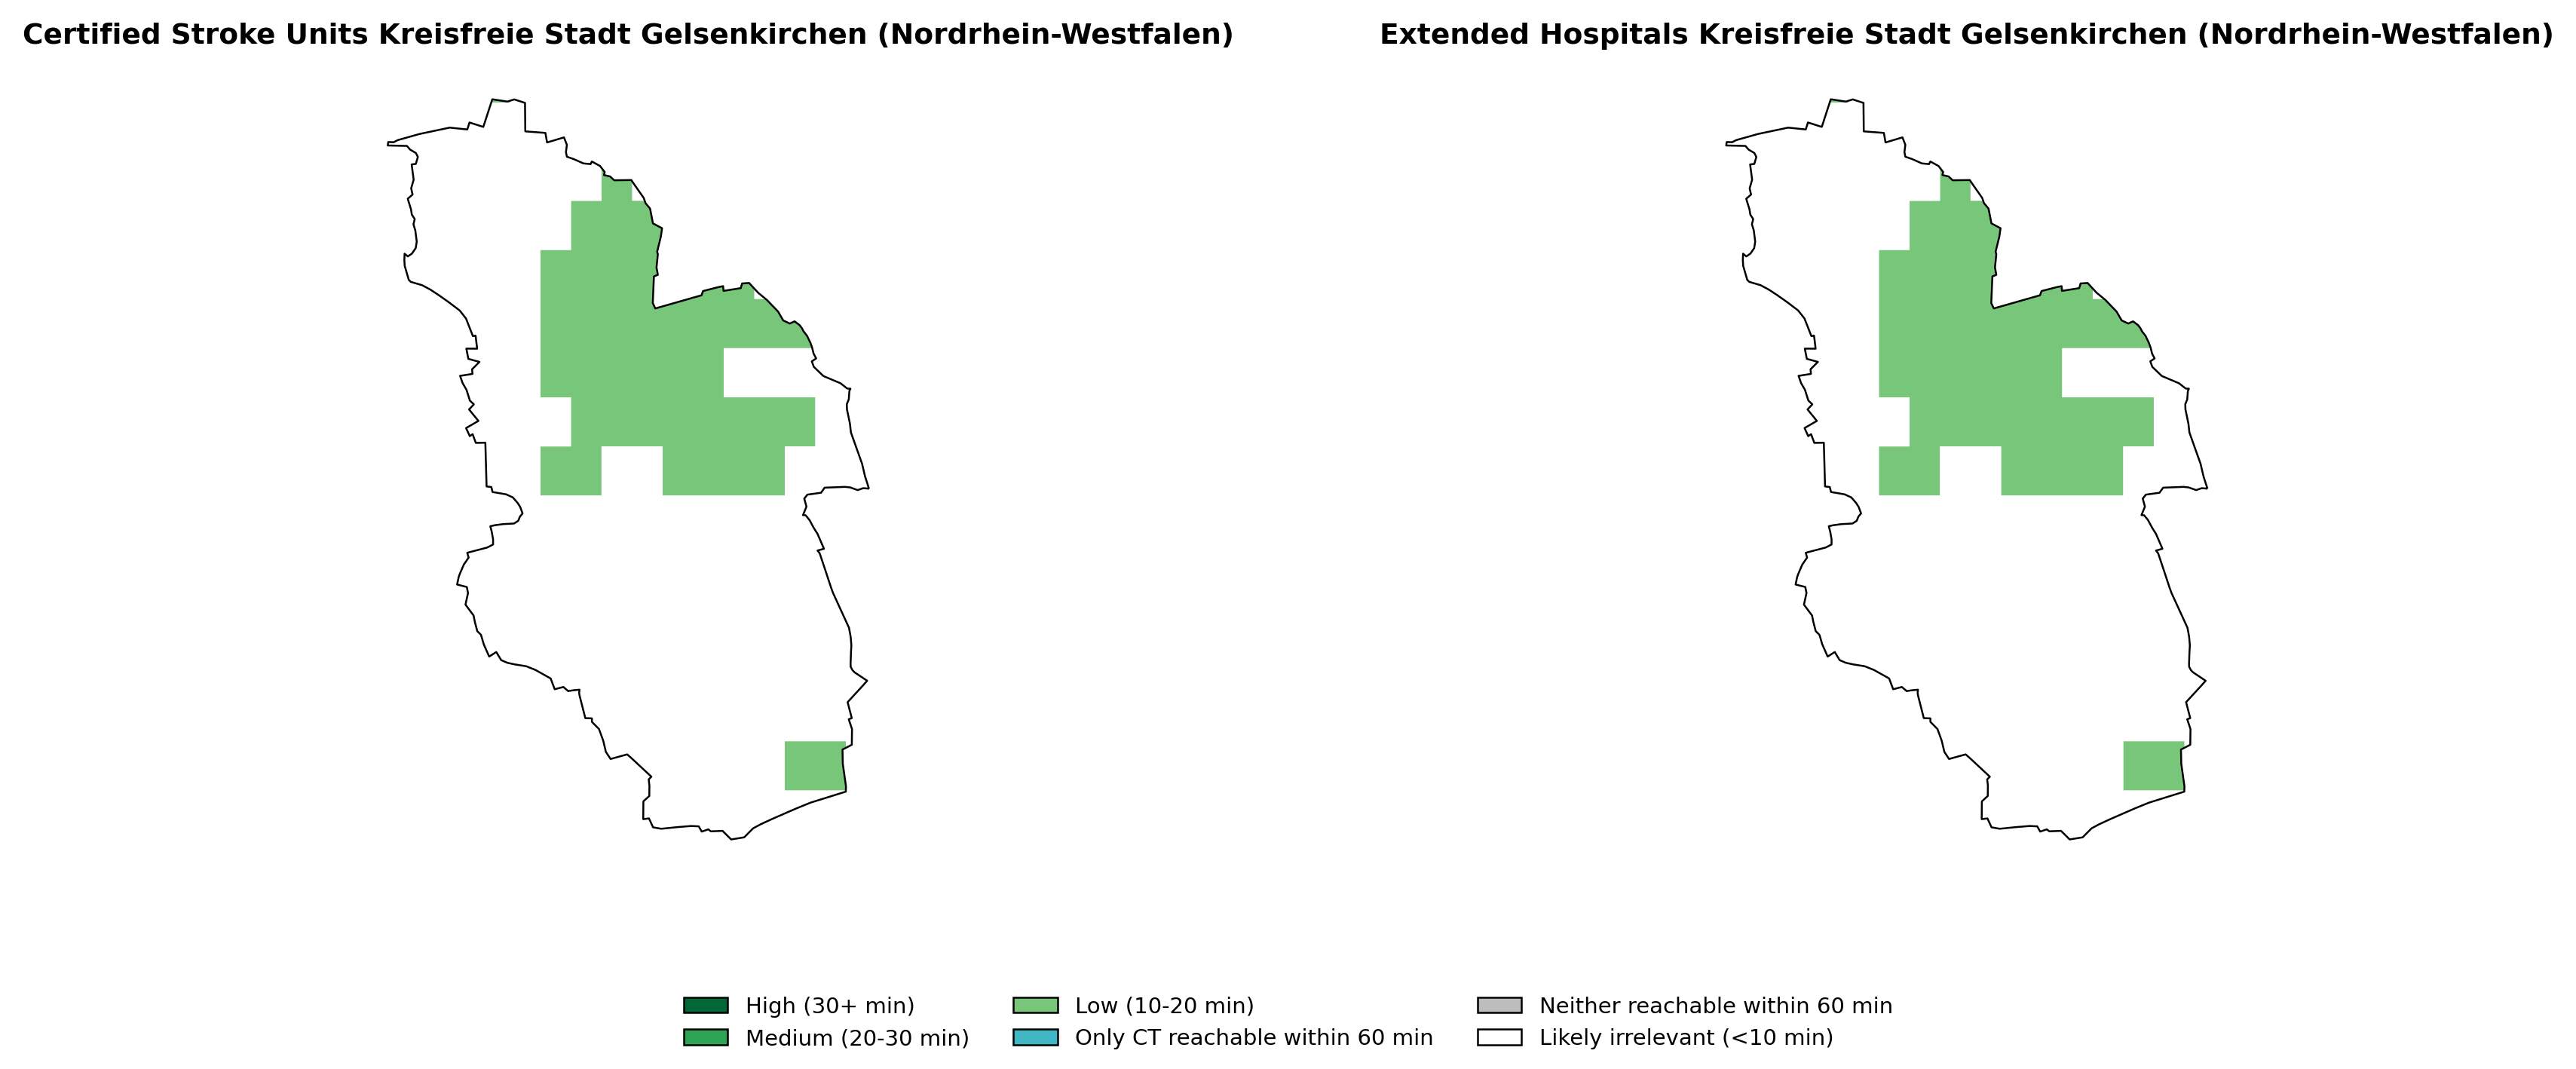 Certified Stroke Units Kreisfreie Stadt Gelsenkirchen (Nordrhein-Westfalen)
Extended Hospitals Kreisfreie Stadt Gelsenkirchen (Nordrhein-Westfalen)
High (30+ min)
Medium (20-30 min)
Low (10-20 min)
Only CT reachable within 60 min
Neither reachable within 60 min
Likely irrelevant (<10 min)